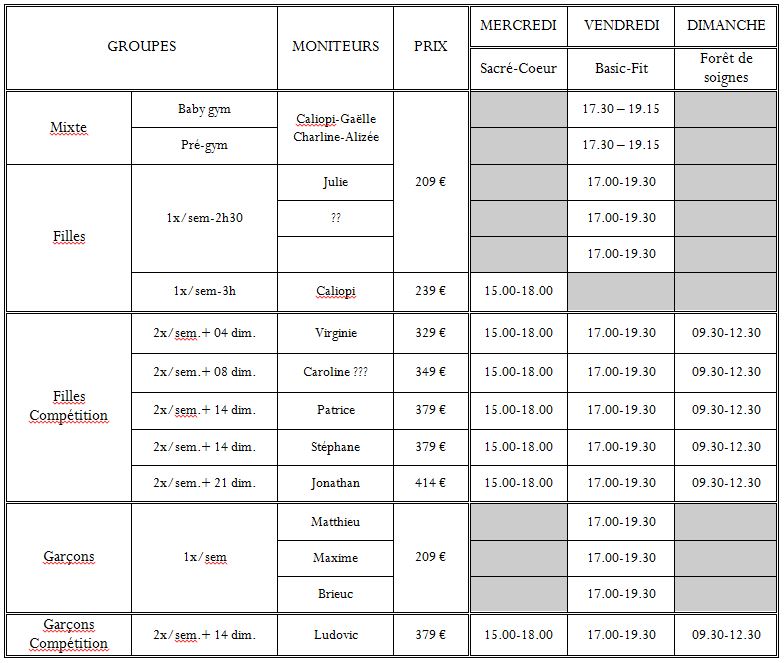 GROUPES MONITEURS PRIX MERCREDI VENDREDI DIMANCHE
Sacré-Coeur Basic-Fit Forêt de
soignes
Mixte Baby gym Caliopi-Gaëlle
Charline-Alizée 209 € 17.30 – 19.15
Pré-gym 17.30 – 19.15
Filles 1x/sem-2h30 Julie 17.00-19.30
?? 17.00-19.30
17.00-19.30
1x/sem-3h Caliopi 239 € 15.00-18.00
Filles
Compétition
2x/sem.+ 04 dim. Virginie 329 € 15.00-18.00 17.00-19.30 09.30-12.30
2x/sem.+ 08 dim. Caroline ??? 349 € 15.00-18.00 17.00-19.30 09.30-12.30
2x/sem.+ 14 dim. Patrice 379 € 15.00-18.00 17.00-19.30 09.30-12.30
2x/sem.+ 14 dim. Stéphane 379 € 15.00-18.00 17.00-19.30 09.30-12.30
2x/sem.+ 21 dim. Jonathan 414 € 15.00-18.00 17.00-19.30 09.30-12.30
Garçons 1x/sem Matthieu 209 € 17.00-19.30
Maxime 17.00-19.30
Brieuc 17.00-19.30
Garçons
Compétition
2x/sem.+ 14 dim. Ludovic 379 € 15.00-18.00 17.00-19.30 09.30-12.30